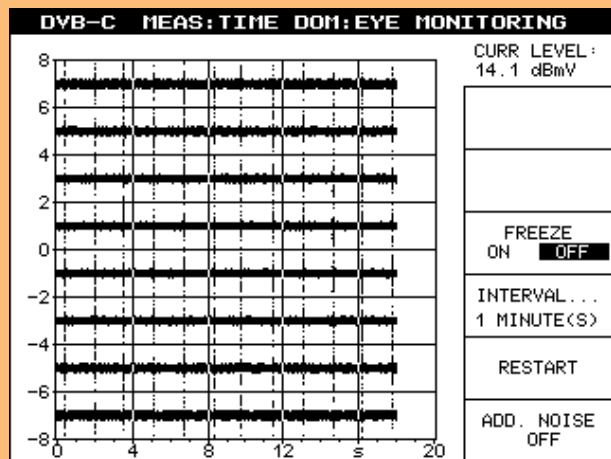 DVB-C MEAS:TIME DOM:EYE MONITORING
CURR LEVEL:
14.1 dBmV
8
6
4
2
0
-2
-4
-6
-8
0
4
8
12
s
20
FREEZE
ON OFF
INTERVAL...
1 MINUTE(S)
RESTART
ADD. NOISE
OFF